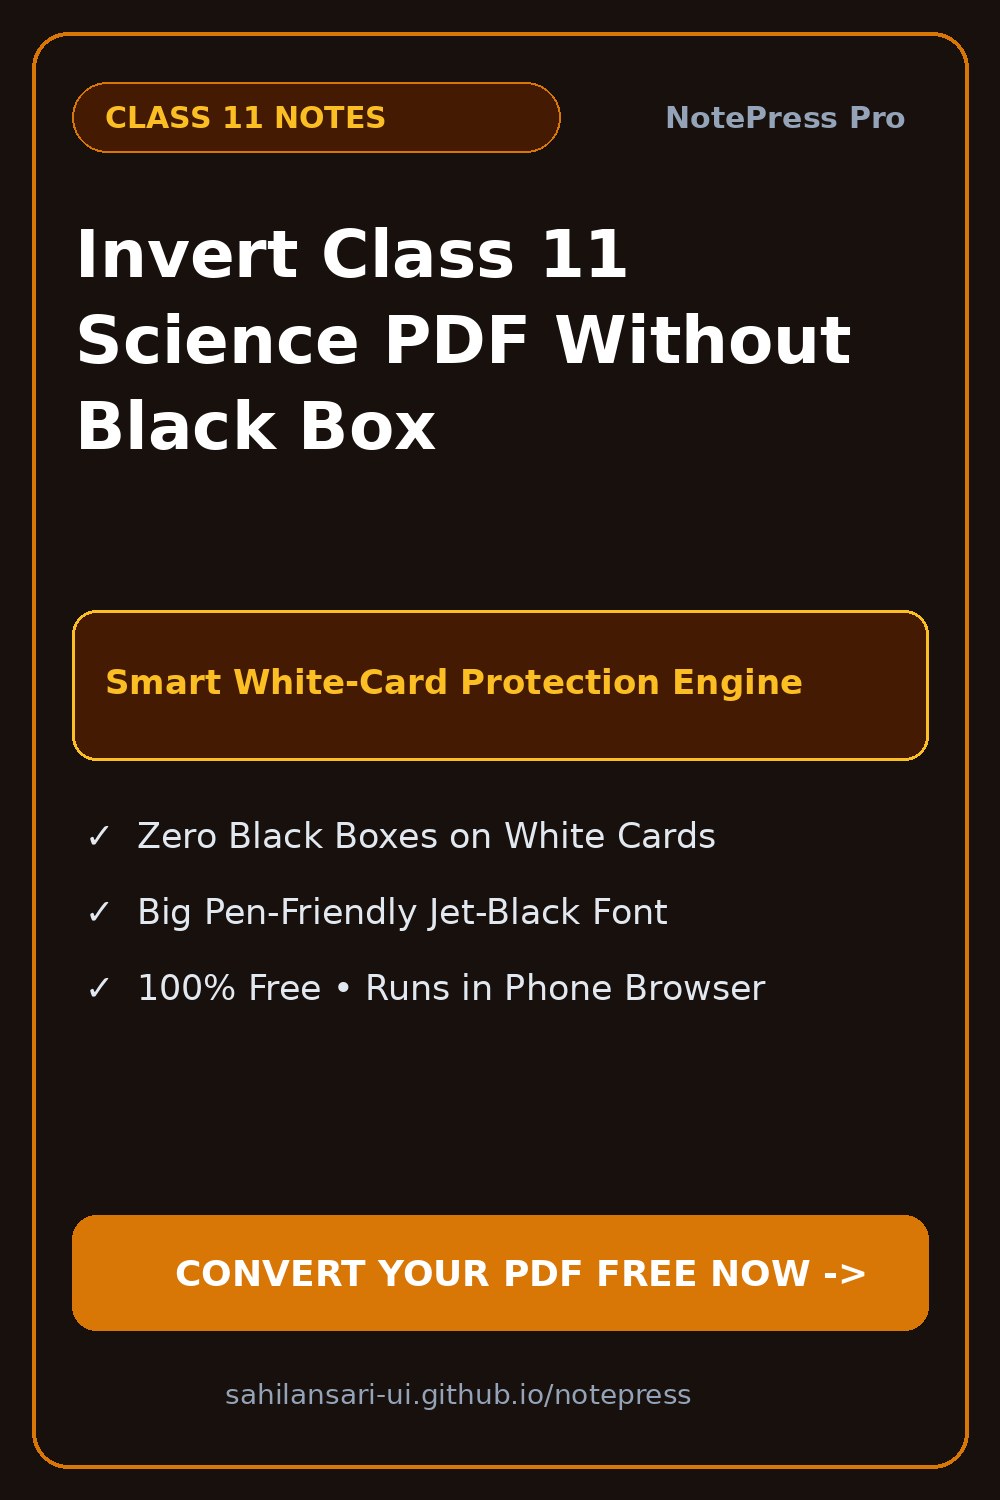 CLASS 11 NOTES
NotePress Pro
Invert Class 11
Science PDF Without
Black Box
Smart White-Card Protection Engine
✓ Zero Black Boxes on White Cards
✓ Big Pen-Friendly Jet-Black Font
✓ 100% Free • Runs in Phone Browser
CONVERT YOUR PDF FREE NOW ->
sahilansari-ui.github.io/notepress